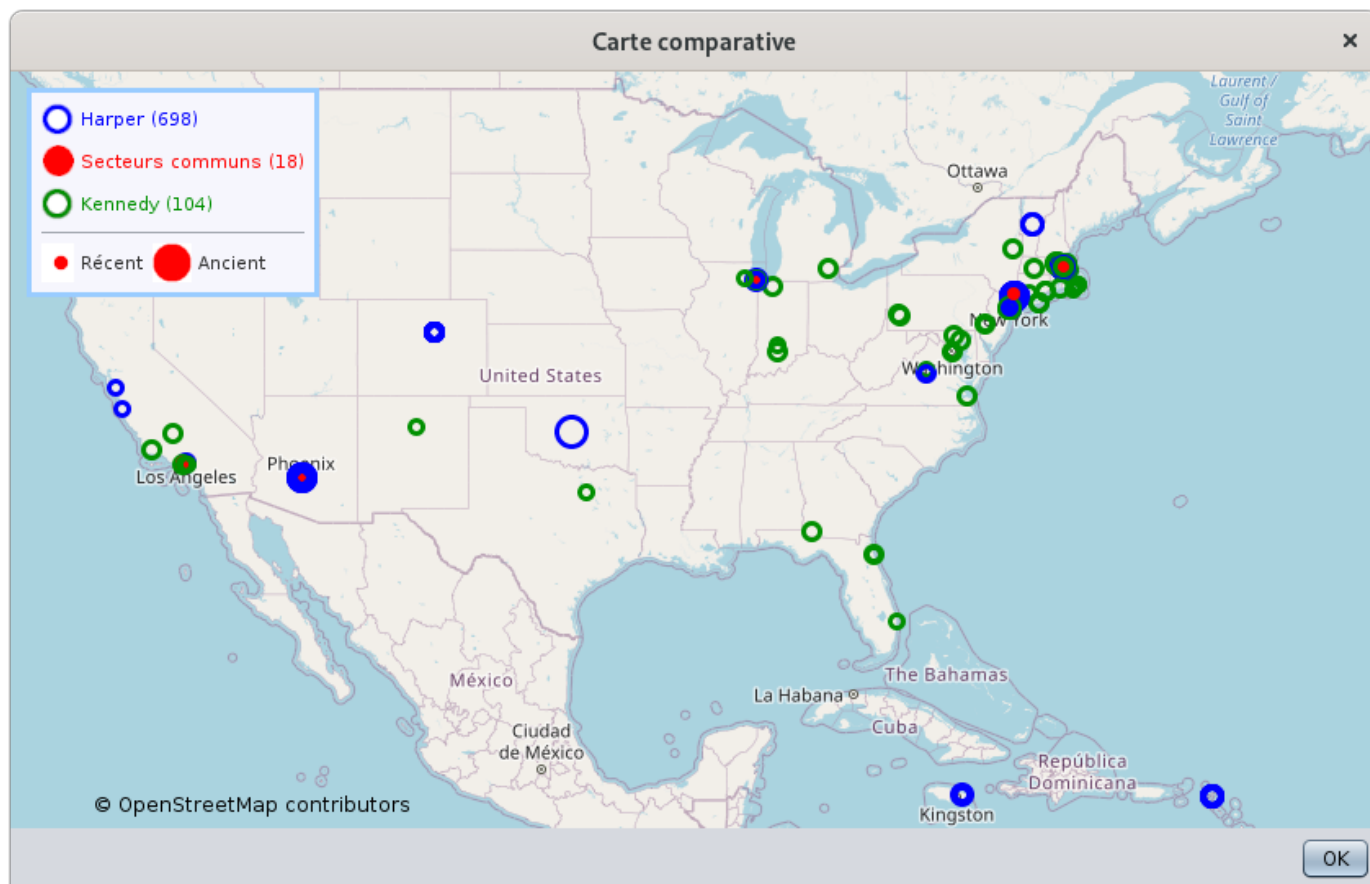 Carte comparative
Harper (698)
Secteurs communs (18)
Kennedy (104)
Récent
Ancien
Laurent /
Gulf of
Saint
Lawrence
Ottawa
New York
Washington
United States
Phoenix
Los Angeles
México
Ciudad
de México
La Habana
The Bahamas
Cuba
República
Dominicana
Kingston
© OpenStreetMap contributors
OK